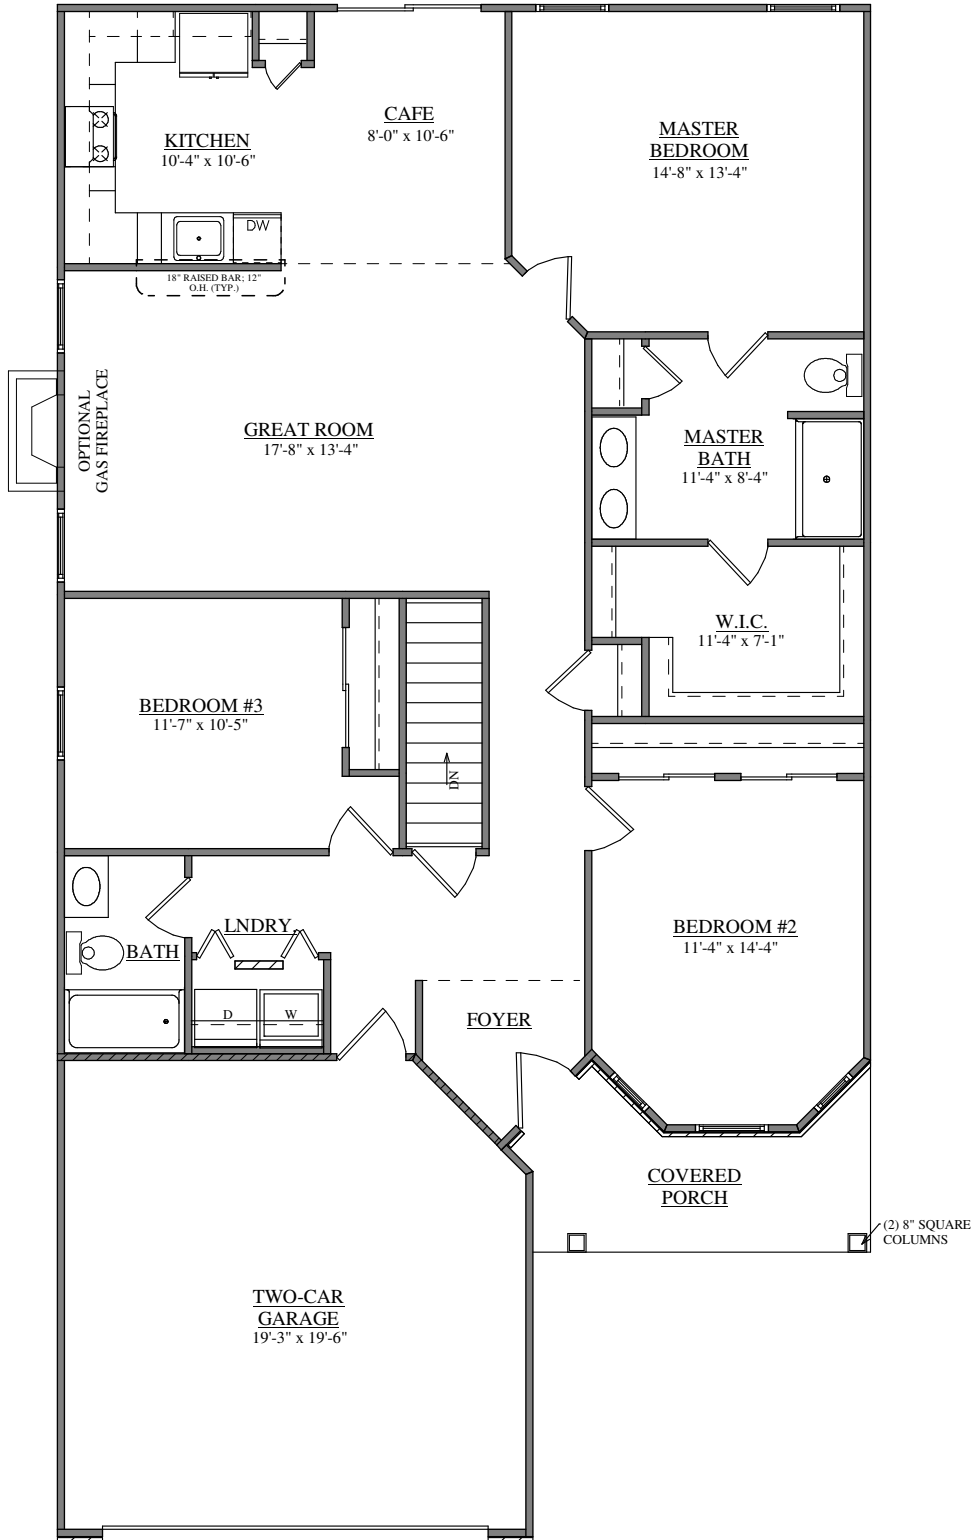 KITCHEN
10'-4" x 10'-6"
CAFE
8'-0" x 10'-6"
MASTER
BEDROOM
14'-8" x 13'-4"
DW
18" RAISED BAR; 12"
O.H. (TYP.)
OPTIONAL
GAS FIREPLACE
GREAT ROOM
17'-8" x 13'-4"
MASTER
BATH
11'-4" x 8'-4"
W.I.C.
11'-4" x 7'-1"
BEDROOM #3
11'-7" x 10'-5"
DN
LNDRY.
BATH
BEDROOM #2
11'-4" x 14'-4"
D
W
FOYER
COVERED
PORCH
(2) 8" SQUARE
COLUMNS
TWO-CAR
GARAGE
19'-3" x 19'-6"